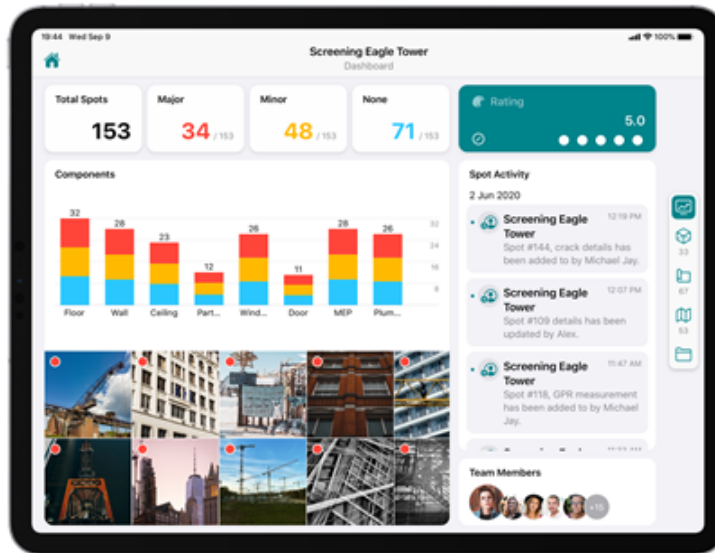 19:44 Wed Sep 9
100%
Screening Eagle Tower
Dashboard
Total Spots
153
Major
34 / 153
Minor
48 / 153
None
71 / 153
Rating
5.0
Components
32
28
23
12
26
11
28
26
32
24
16
8
Floor
Wall
Ceiling
Part...
Wind...
Door
MEP
Plum...
Spot Activity
2 Jun 2020
Screening Eagle
Tower
12:19 PM
Spot #144, crack details has
been added to by Michael Jay.
Screening Eagle
Tower
12:07 PM
Spot #109 details has been
updated by Alex.
Screening Eagle
Tower
11:47 AM
Spot #118, GPR measurement
has been added to by Michael
Jay.
Team Members
+15
33
67
53